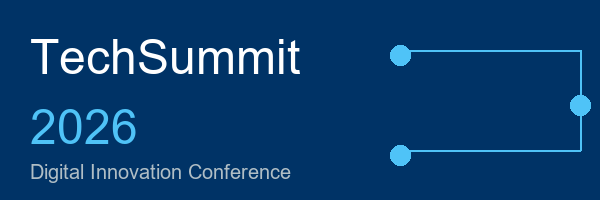 TechSummit
2026
Digital Innovation Conference